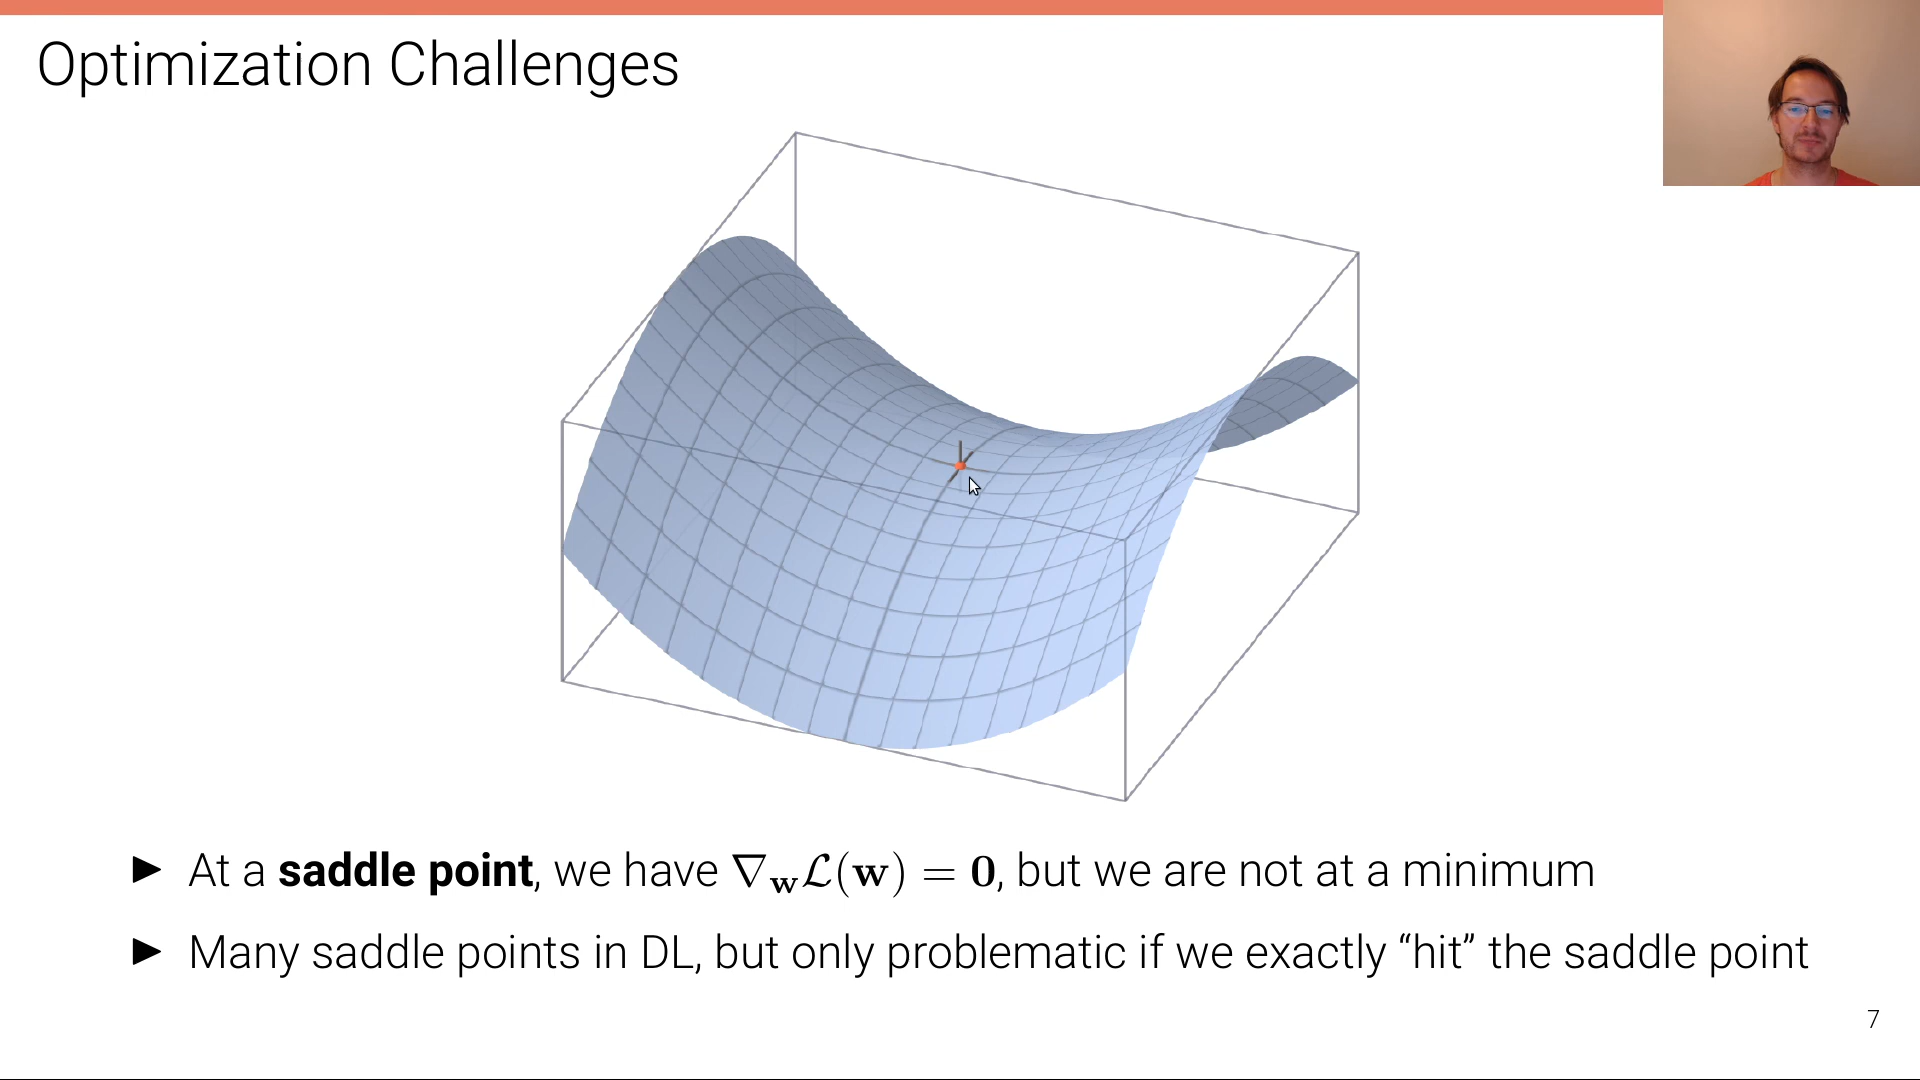 Optimization Challenges
► At a saddle point, we have ∇𝐰ℒ(𝐰) = 𝟎, but we are not at a minimum
► Many saddle points in DL, but only problematic if we exactly “hit” the saddle point
7